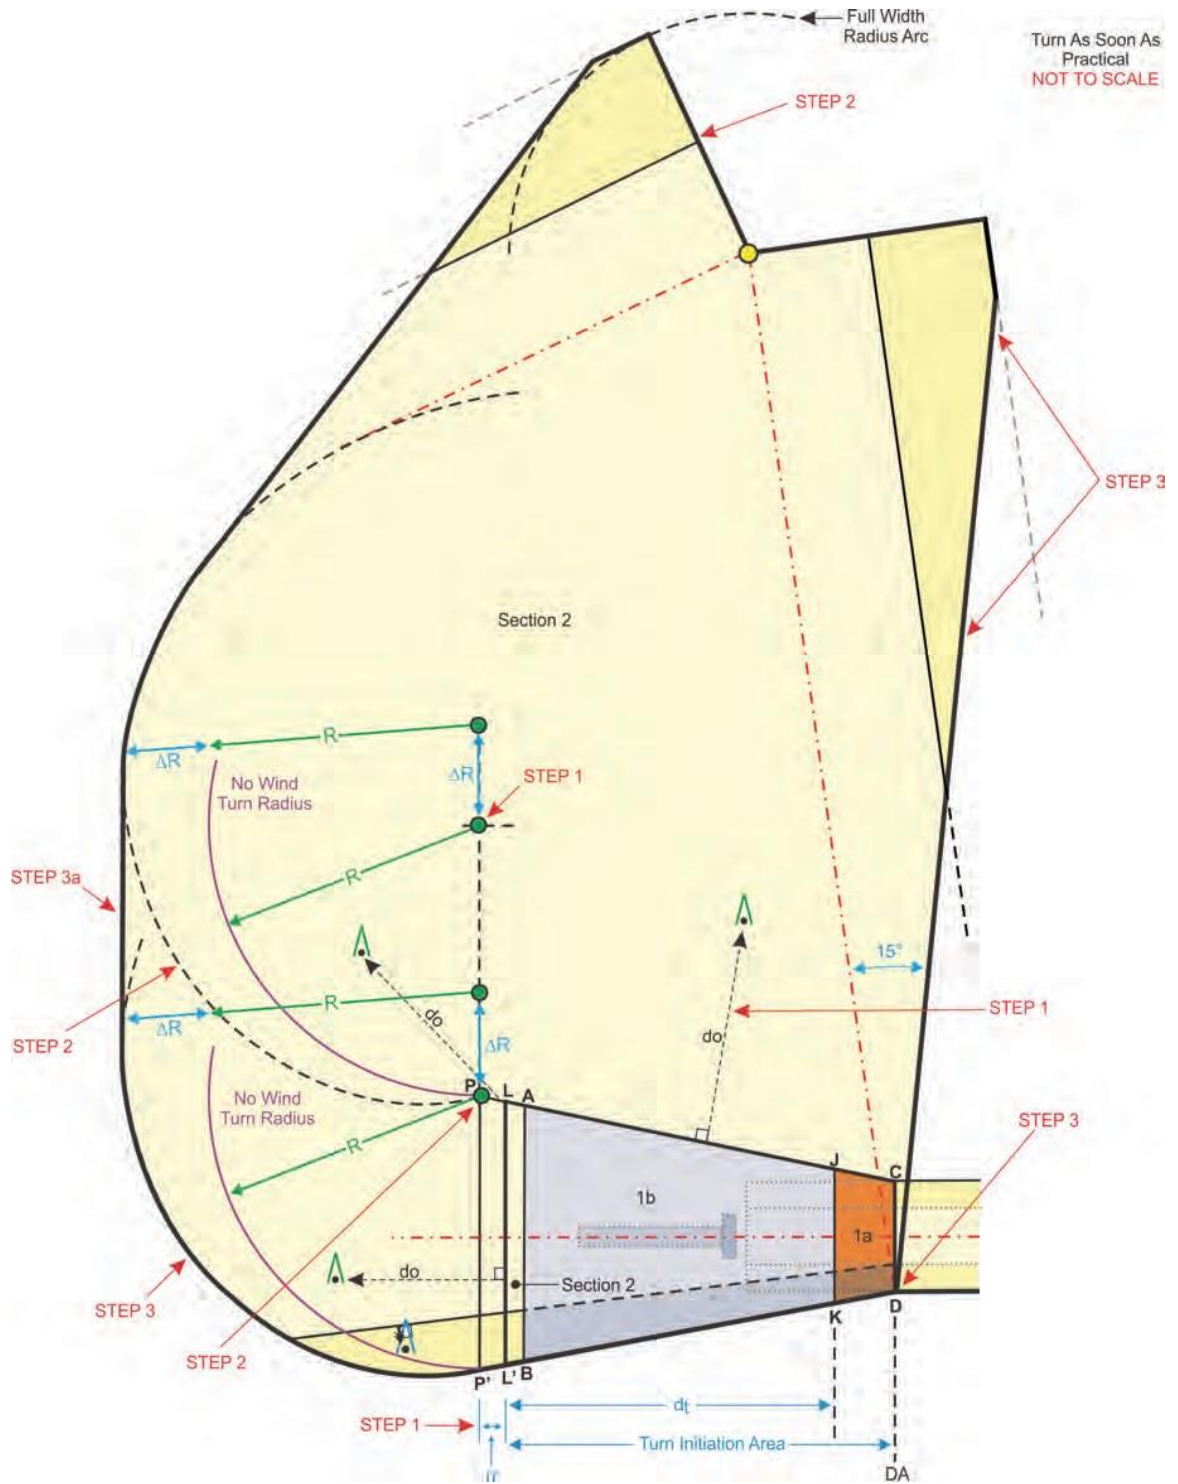 Full Width
Radius Arc
Turn As Soon As
Practical
NOT TO SCALE
STEP 2
STEP 3
Section 2
R
ΔR
ΔR
STEP 1
No Wind
Turn Radius
R
STEP 3a
15°
STEP 1
R
do
do
ΔR
ΔR
STEP 2
P
L
A
No Wind
Turn Radius
STEP 3
R
J
C
1b
1a
do
Section 2
STEP 3
K
D
STEP 2
P'
L'
B
dt
STEP 1
Turn Initiation Area
DA